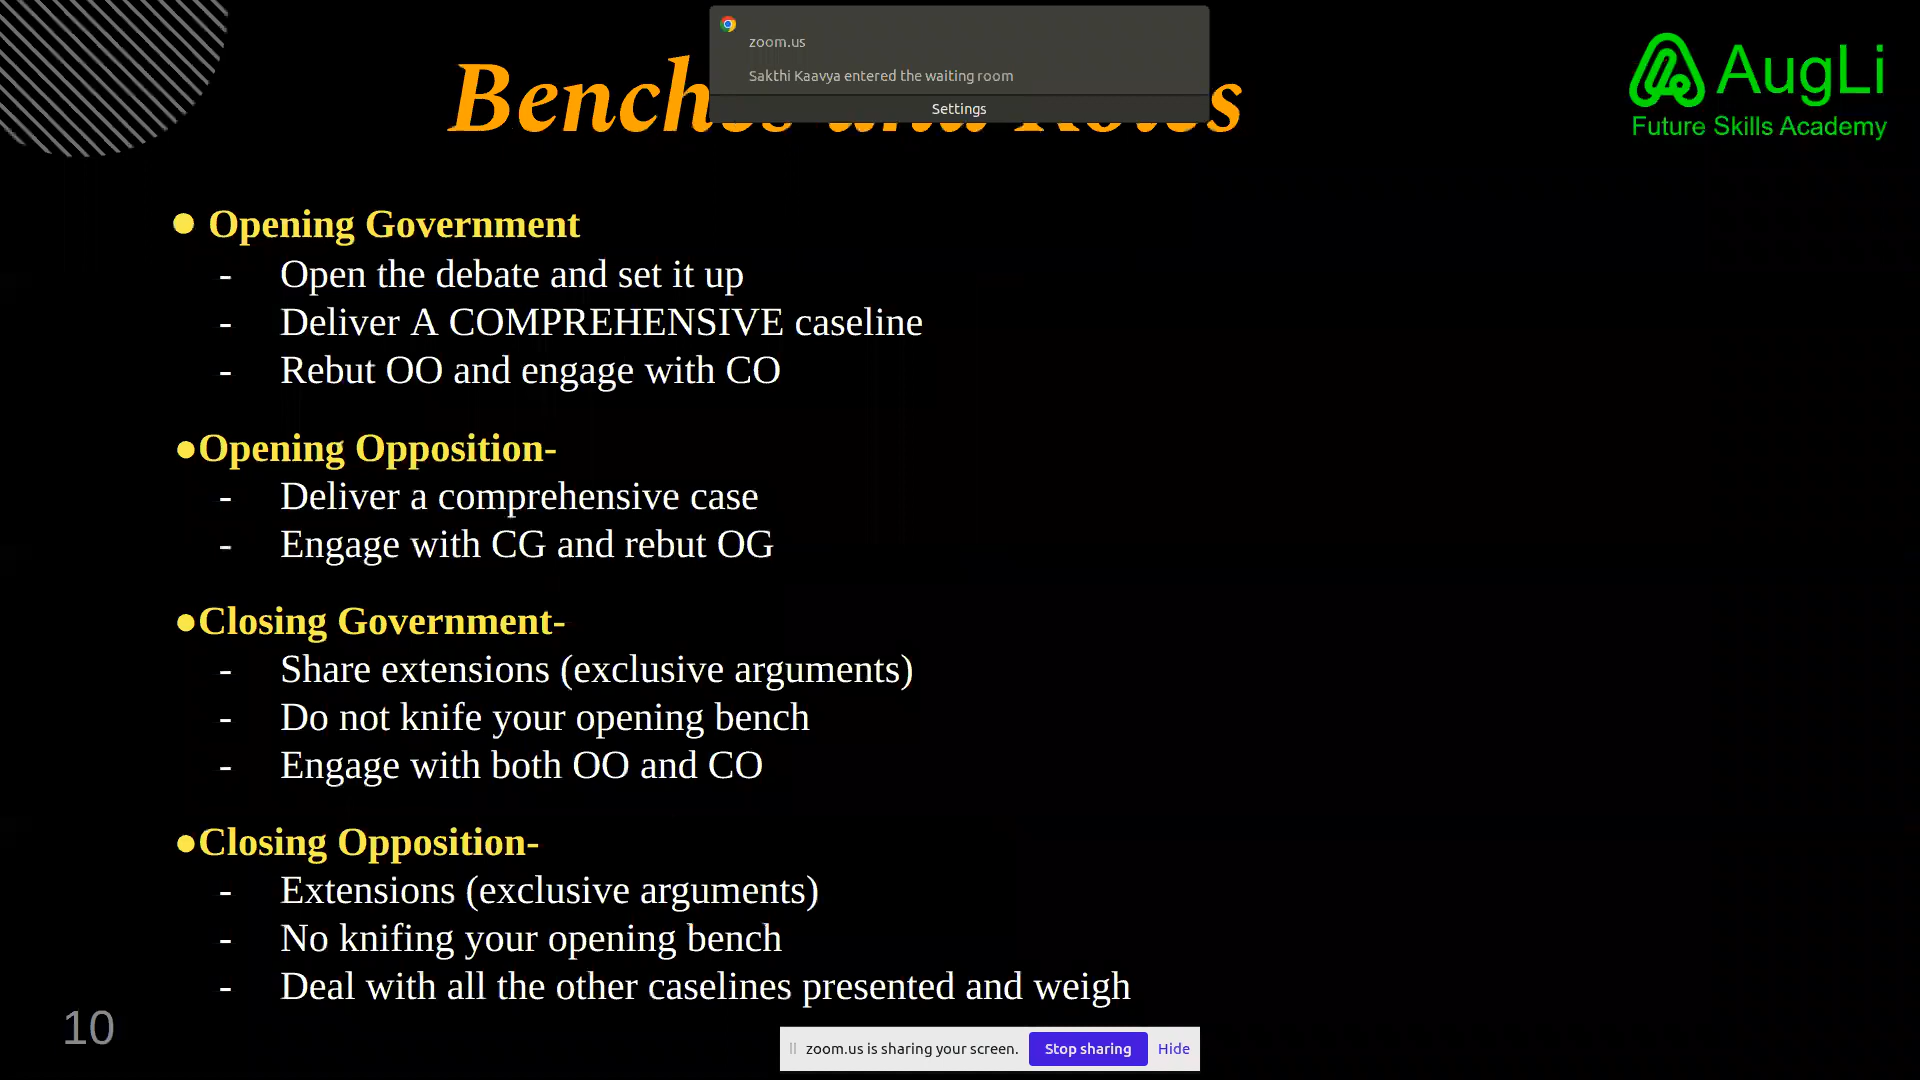 zoom.us
Sakthi Kaavya entered the waiting room
Settings
Benches and Roles
AugLi
Future Skills Academy
● Opening Government
- Open the debate and set it up
- Deliver A COMPREHENSIVE caseline
- Rebut OO and engage with CO
●Opening Opposition-
- Deliver a comprehensive case
- Engage with CG and rebut OG
●Closing Government-
- Share extensions (exclusive arguments)
- Do not knife your opening bench
- Engage with both OO and CO
●Closing Opposition-
- Extensions (exclusive arguments)
- No knifing your opening bench
- Deal with all the other caselines presented and weigh
10
zoom.us is sharing your screen.
Stop sharing
Hide